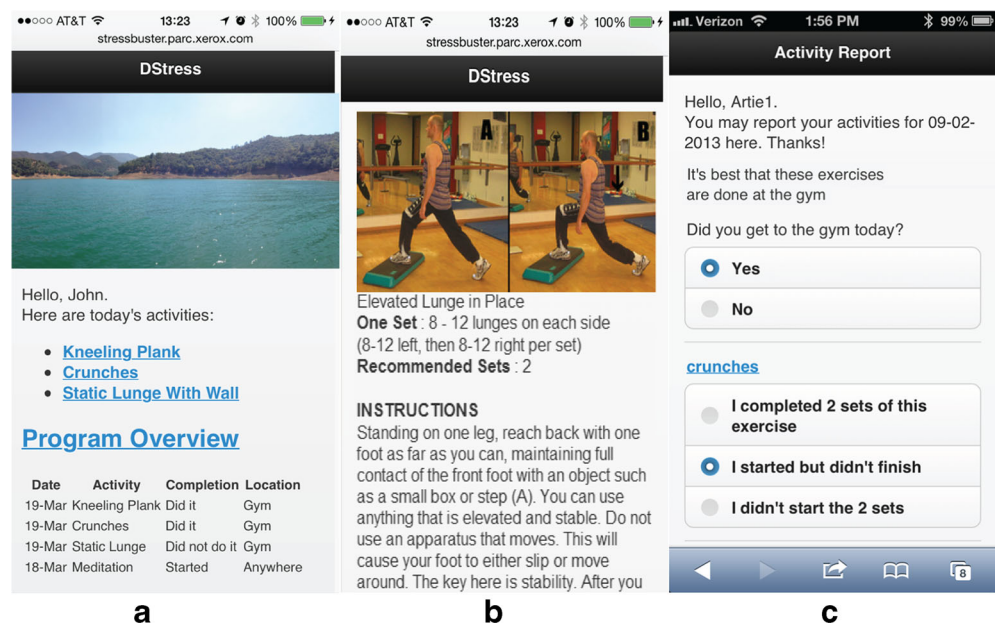 AT&T 13:23 100%
stressbuster.parc.xerox.com
DStress
Hello, John.
Here are today's activities:
• Kneeling Plank
• Crunches
• Static Lunge With Wall
Program Overview
Date Activity Completion Location
19-Mar Kneeling Plank Did it Gym
19-Mar Crunches Did it Gym
19-Mar Static Lunge Did not do it Gym
18-Mar Meditation Started Anywhere
a
AT&T 13:23 100%
stressbuster.parc.xerox.com
DStress
A B
Elevated Lunge in Place
One Set : 8 - 12 lunges on each side
(8-12 left, then 8-12 right per set)
Recommended Sets : 2
INSTRUCTIONS
Standing on one leg, reach back with one
foot as far as you can, maintaining full
contact of the front foot with an object such
as a small box or step (A). You can use
anything that is elevated and stable. Do not
use an apparatus that moves. This will
cause your foot to either slip or move
around. The key here is stability. After you
b
Verizon 1:56 PM 99%
Activity Report
Hello, Artie1.
You may report your activities for 09-02-
2013 here. Thanks!
It's best that these exercises
are done at the gym
Did you get to the gym today?
Yes
No
crunches
I completed 2 sets of this
exercise
I started but didn't finish
I didn't start the 2 sets
8
c